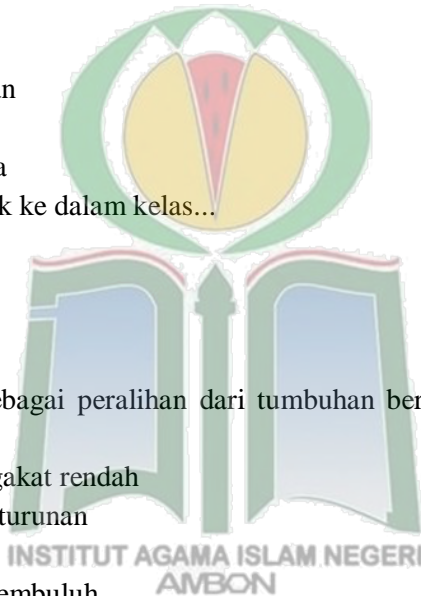 k ke dalam kelas...
ebagai peralihan dari tumbuhan ber
gakat rendah
turunan
INSTITUT AGAMA ISLAM NEGERI
AMBON
embuluh